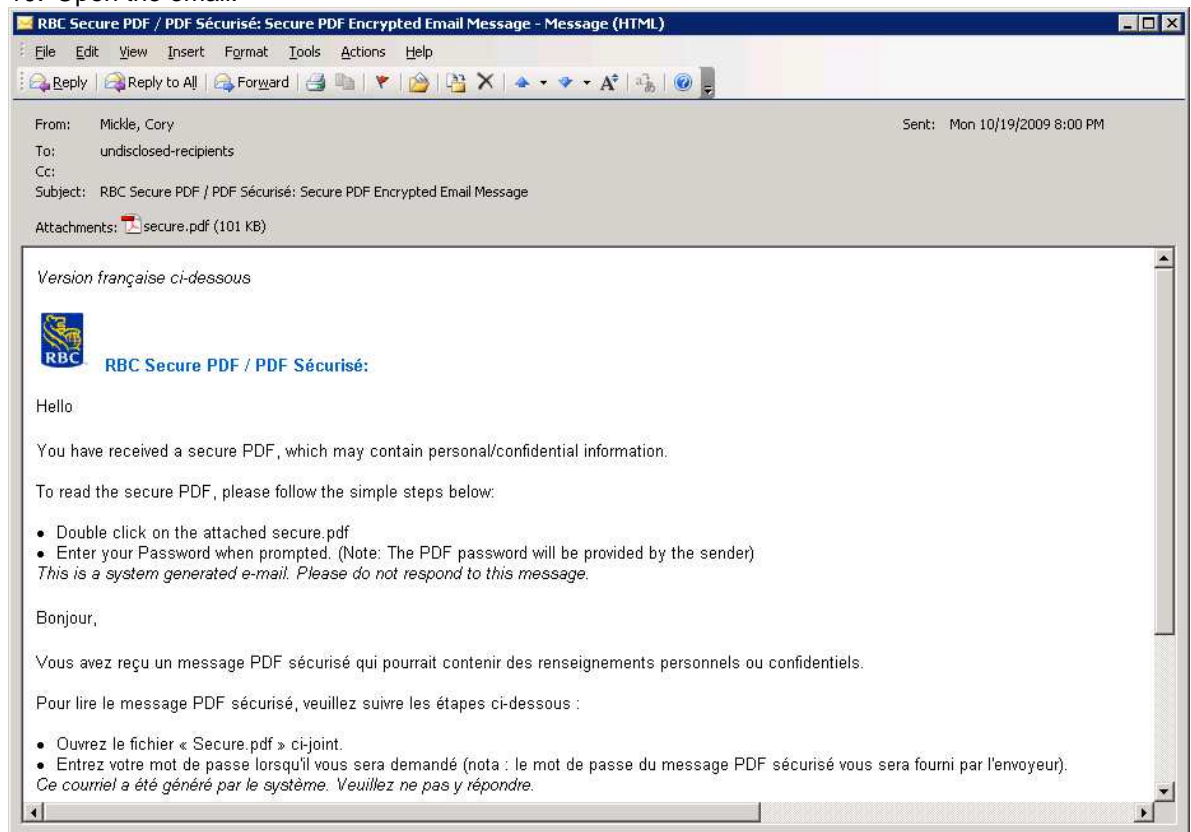 10. Open the email.
RBC Secure PDF / PDF Sécurisé: Secure PDF Encrypted Email Message - Message (HTML)
File Edit View Insert Format Tools Actions Help
Reply Reply to All Forward
From: Mickle, Cory Sent: Mon 10/19/2009 8:00 PM
To: undisclosed-recipients
Cc:
Subject: RBC Secure PDF / PDF Sécurisé: Secure PDF Encrypted Email Message
Attachments: secure.pdf (101 KB)
Version française ci-dessous
RBC
RBC Secure PDF / PDF Sécurisé:
Hello
You have received a secure PDF, which may contain personal/confidential information.
To read the secure PDF, please follow the simple steps below:
• Double click on the attached secure.pdf
• Enter your Password when prompted. (Note: The PDF password will be provided by the sender)
This is a system generated e-mail. Please do not respond to this message.
Bonjour,
Vous avez reçu un message PDF sécurisé qui pourrait contenir des renseignements personnels ou confidentiels.
Pour lire le message PDF sécurisé, veuillez suivre les étapes ci-dessous :
• Ouvrez le fichier « Secure.pdf » ci-joint.
• Entrez votre mot de passe lorsqu'il vous sera demandé (nota : le mot de passe du message PDF sécurisé vous sera fourni par l'envoyeur).
Ce courriel a été généré par le système. Veuillez ne pas y répondre.